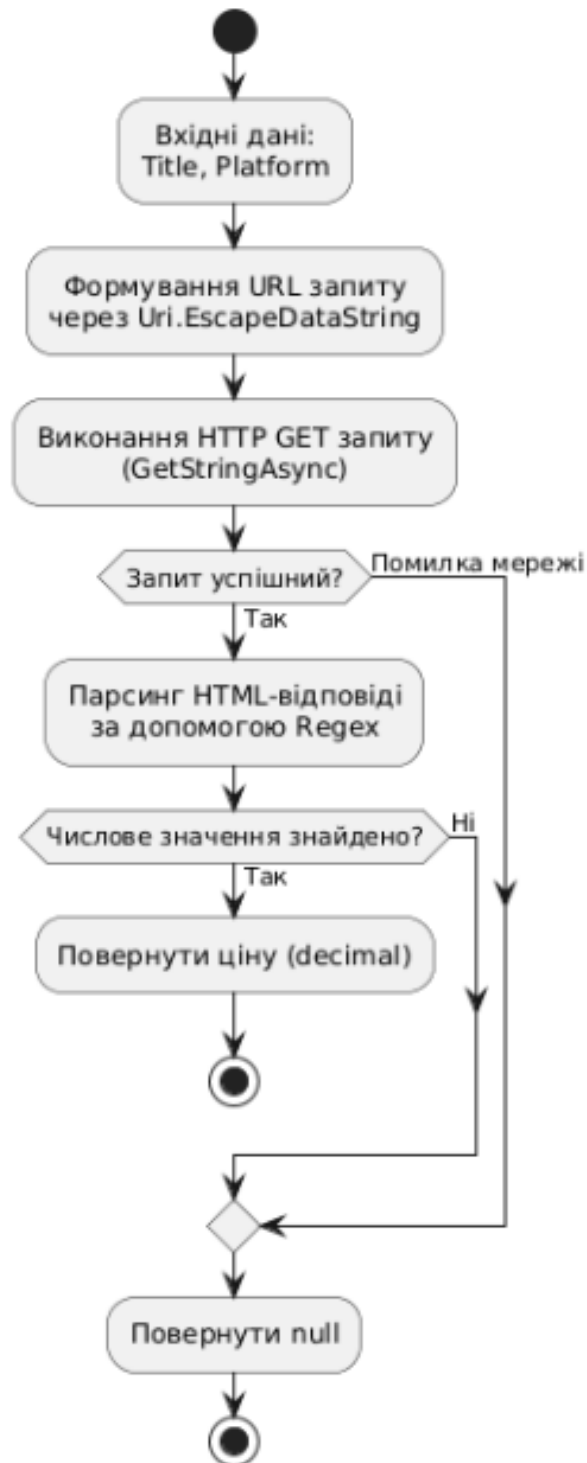 Вхідні дані:
Title, Platform
Формування URL запиту
через Uri.EscapeDataString
Виконання HTTP GET запиту
(GetStringAsync)
Запит успішний?
Помилка мережі
Так
Парсинг HTML-відповіді
за допомогою Regex
Числове значення знайдено?
Ні
Так
Повернути ціну (decimal)
Повернути null